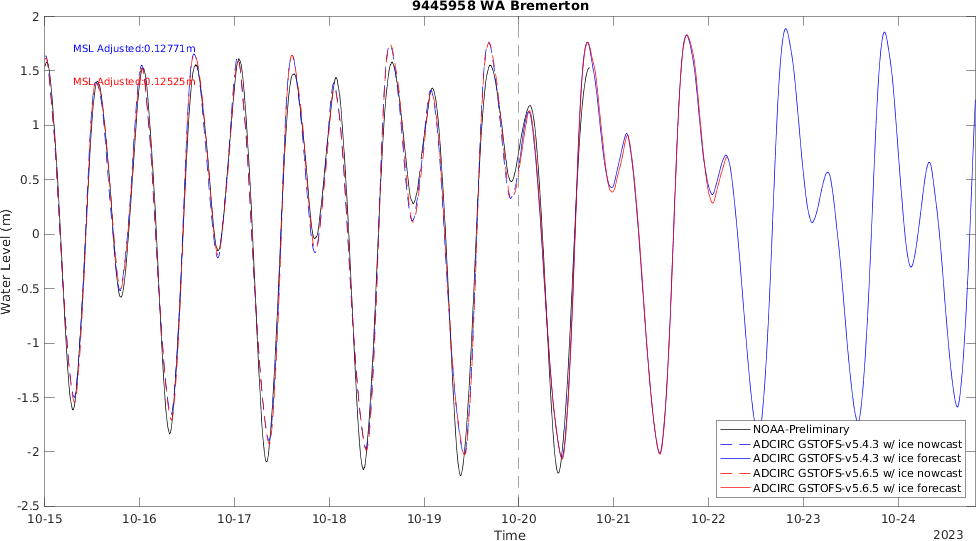 9445958 WA Bremerton
2
1.5
1
0.5
0
-0.5
-1
-1.5
-2
-2.5
Water Level (m)
MSL Adjusted:0.12771m
MSL Adjusted:0.12525m
NOAA-Preliminary
ADCIRC GSTOFS-v5.4.3 w/ ice nowcast
ADCIRC GSTOFS-v5.4.3 w/ ice forecast
ADCIRC GSTOFS-v5.6.5 w/ ice nowcast
ADCIRC GSTOFS-v5.6.5 w/ ice forecast
10-15 10-16 10-17 10-18 10-19 10-20 10-21 10-22 10-23 10-24
Time
2023